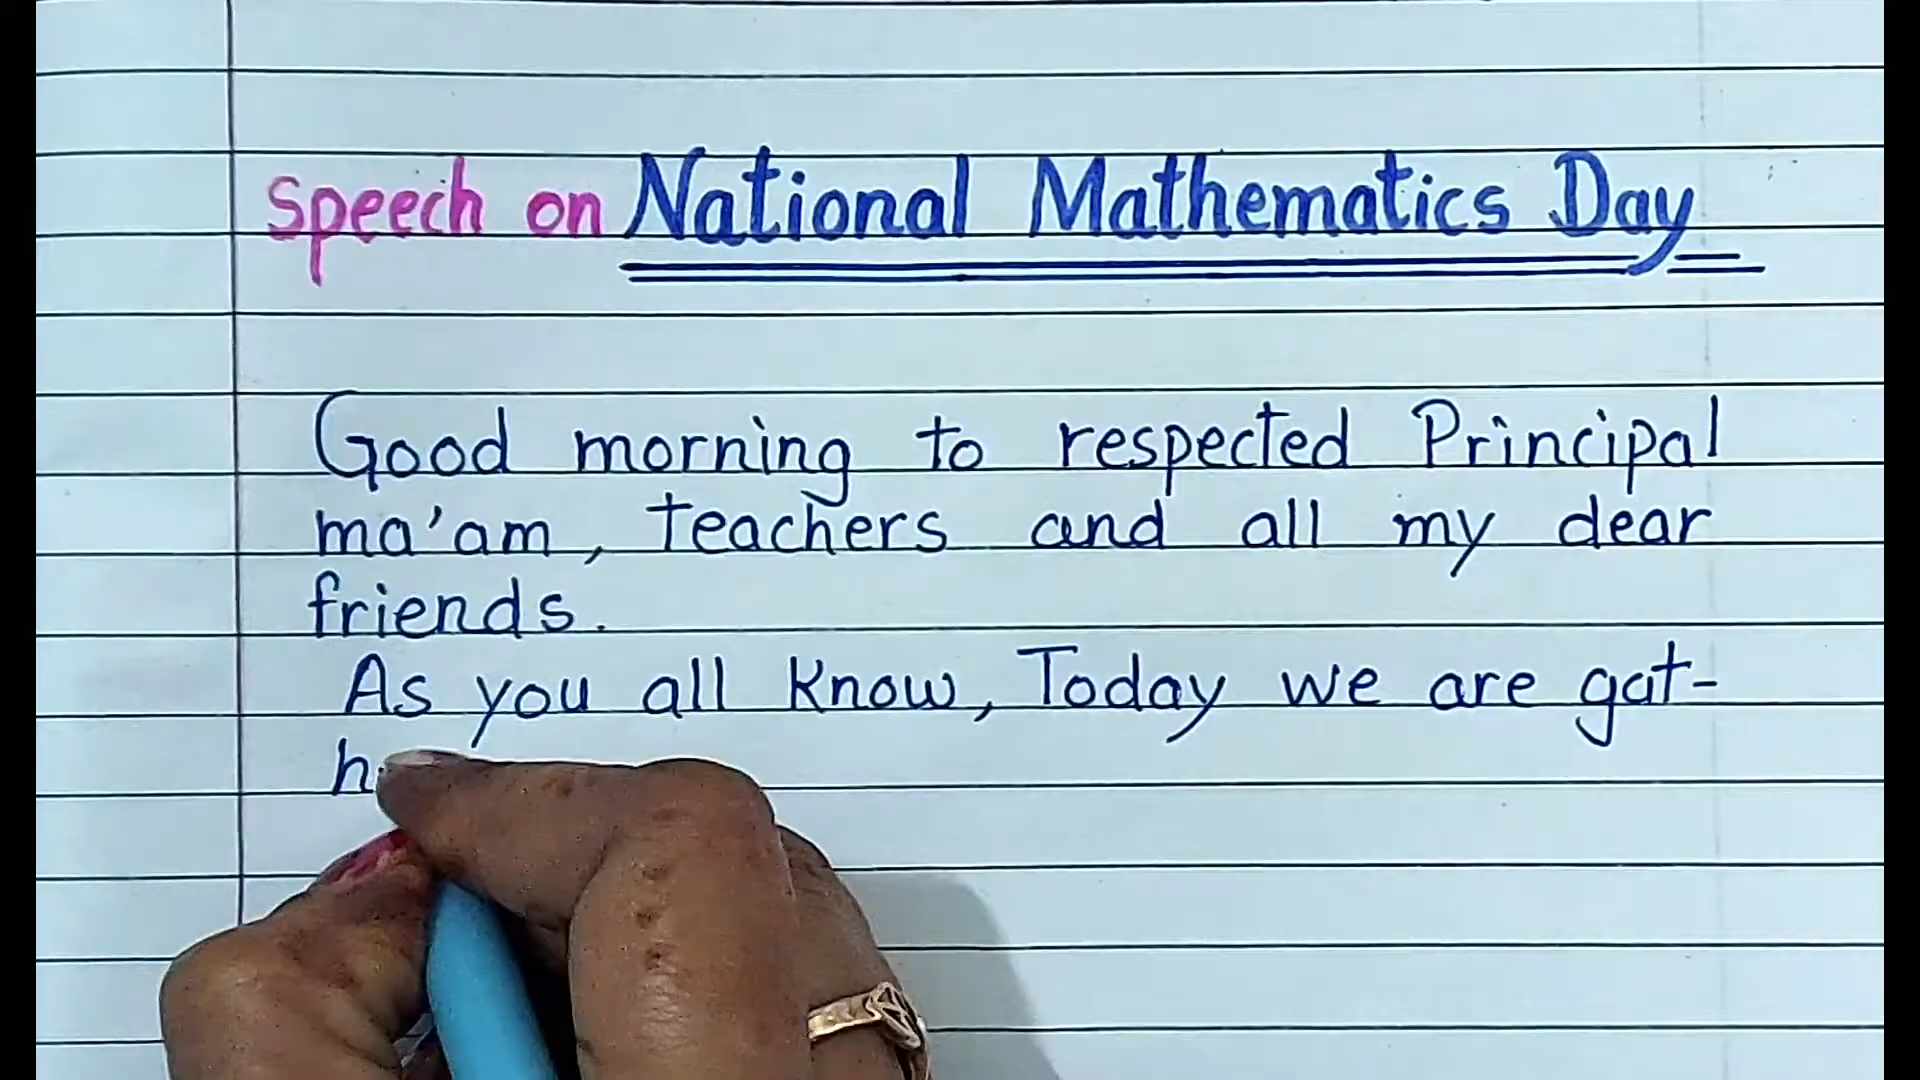 Speech on National Mathematics Day
Good morning to respected Principal
ma'am, teachers and all my dear
friends.
As you all know, Today we are gat-
h